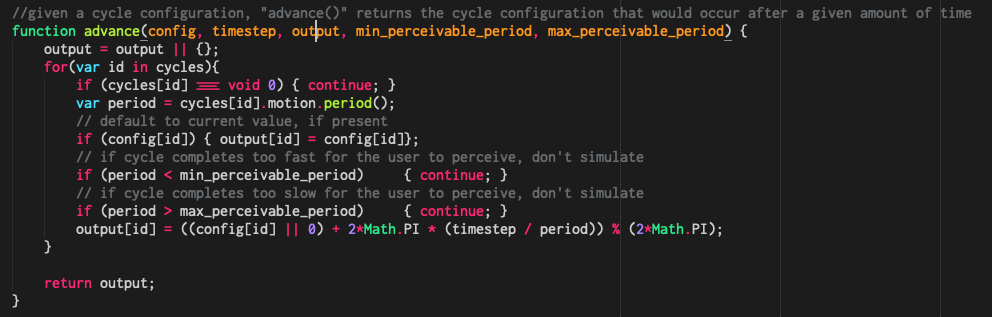 //given a cycle configuration, "advance()" returns the cycle configuration that would occur after a given amount of time
function advance(config, timestep, output, min_perceivable_period, max_perceivable_period) {
    output = output || {};
    for(var id in cycles){
        if (cycles[id] === void 0) { continue; }
        var period = cycles[id].motion.period();
        // default to current value, if present
        if (config[id]) { output[id] = config[id]};
        // if cycle completes too fast for the user to perceive, don't simulate
        if (period < min_perceivable_period)    { continue; }
        // if cycle completes too slow for the user to perceive, don't simulate
        if (period > max_perceivable_period)    { continue; }
        output[id] = ((config[id] || 0) + 2*Math.PI * (timestep / period)) % (2*Math.PI);
    }
    return output;
}